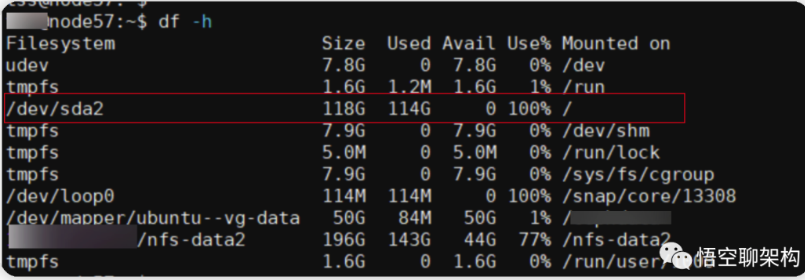 @node57:~$ df -h
Filesystem Size Used Avail Use% Mounted on
udev 7.8G 0 7.8G 0% /dev
tmpfs 1.6G 1.2M 1.6G 1% /run
/dev/sda2 118G 114G 0 100% /
tmpfs 7.9G 0 7.9G 0% /dev/shm
tmpfs 5.0M 0 5.0M 0% /run/lock
tmpfs 7.9G 0 7.9G 0% /sys/fs/cgroup
/dev/loop0 114M 114M 0 100% /snap/core/13308
/dev/mapper/ubuntu--vg-data 50G 84M 50G 1% /
/nfs-data2 196G 143G 44G 77% /nfs-data2
tmpfs 1.6G 0 1.6G 0% /run/user/
悟空聊架构